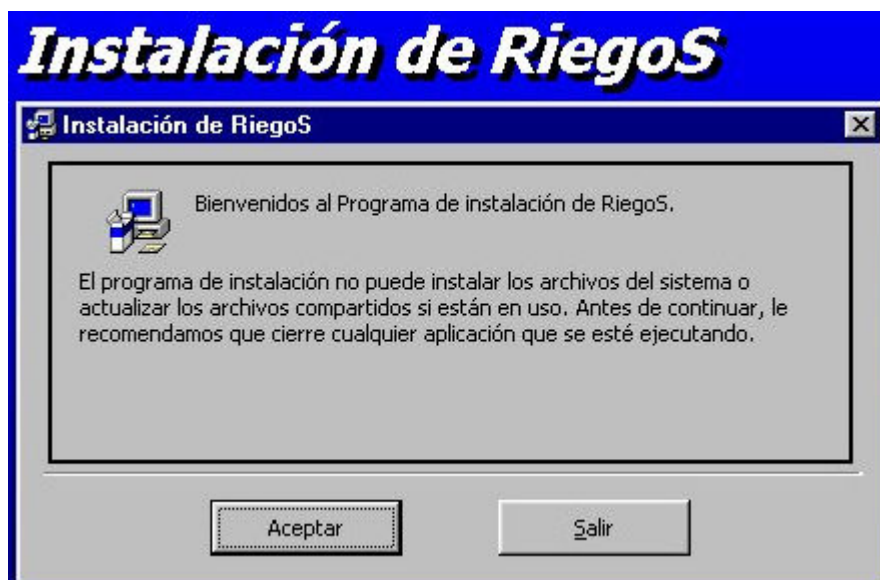 Instalación de RiegoS
Instalación de RiegoS
Bienvenidos al Programa de instalación de RiegoS.
El programa de instalación no puede instalar los archivos del sistema o
actualizar los archivos compartidos si están en uso. Antes de continuar, le
recomendamos que cierre cualquier aplicación que se esté ejecutando.
Aceptar
Salir